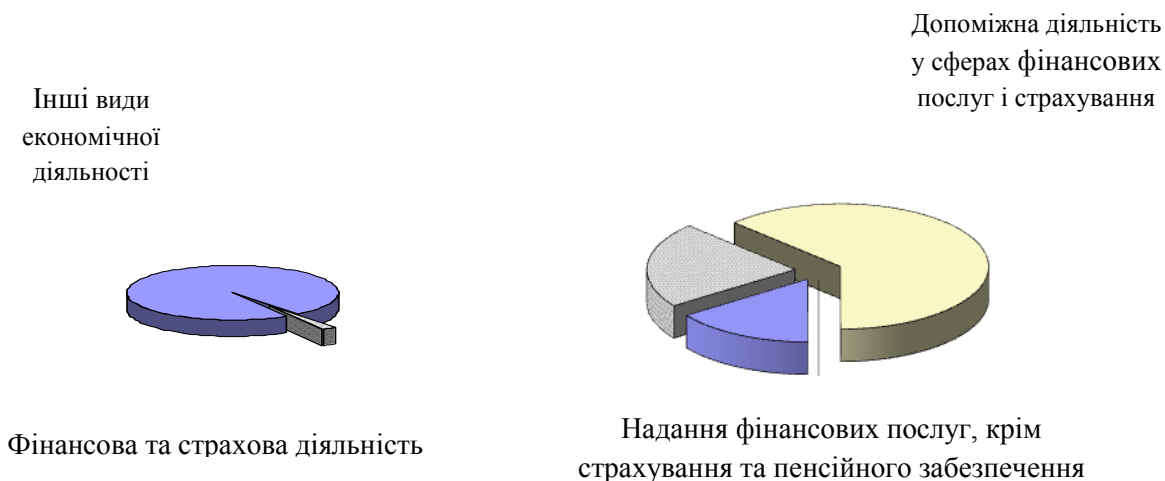 Допоміжна діяльність
у сферах фінансових
послуг і страхування
Інші види
економічної
діяльності
Фінансова та страхова діяльність
Надання фінансових послуг, крім
страхування та пенсійного забезпечення